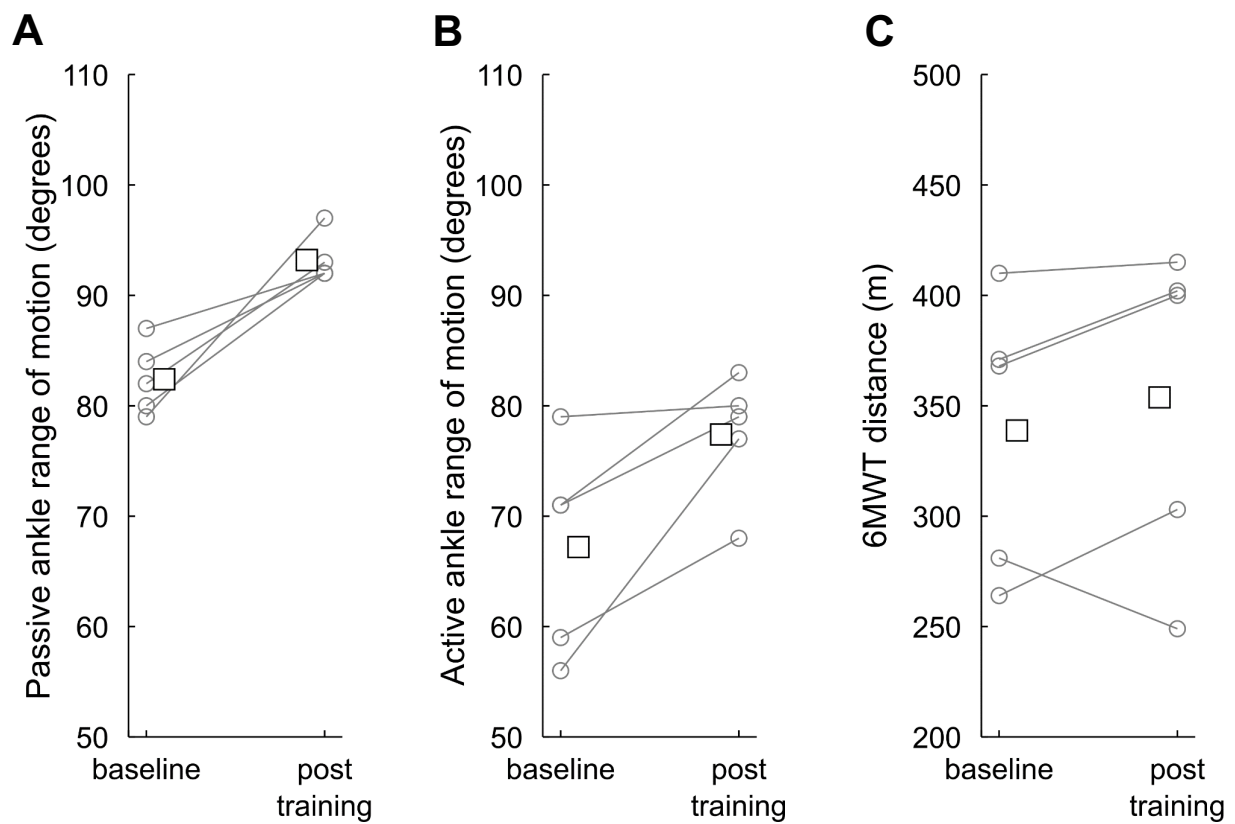 A
Passive ankle range of motion (degrees)
110
100
90
80
70
60
50
baseline
post
training
B
Active ankle range of motion (degrees)
110
100
90
80
70
60
50
baseline
post
training
C
6MWT distance (m)
500
450
400
350
300
250
200
baseline
post
training